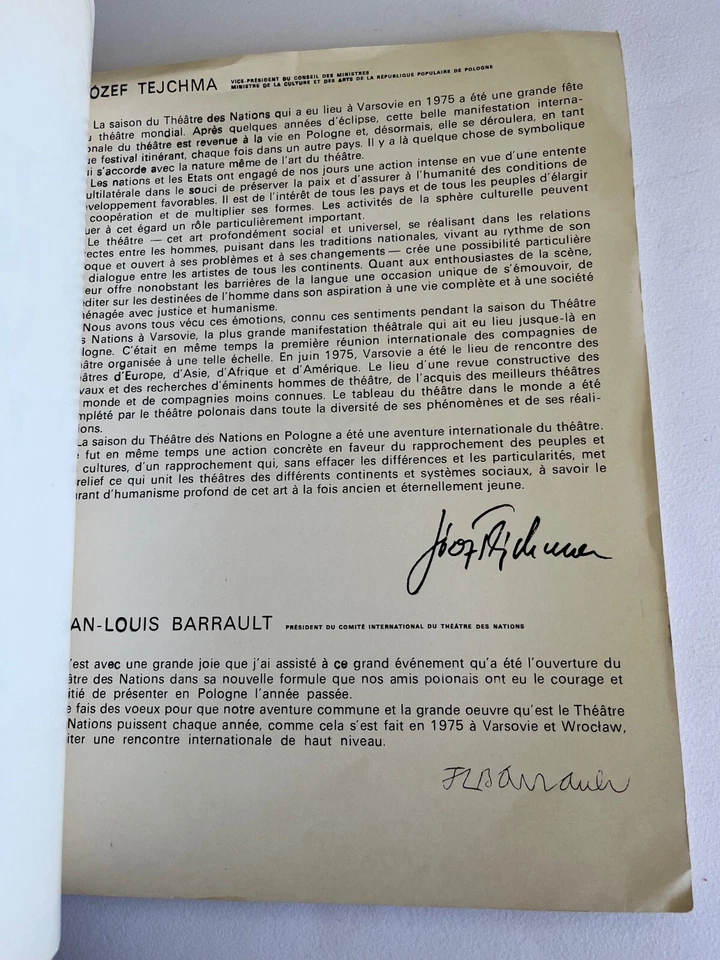 ÓZEF TEJCHMA VICE-PRÉSIDENT DU CONSEIL DES MINISTRES
MINISTRE DE LA CULTURE ET DES ARTS DE LA RÉPUBLIQUE POPULAIRE DE POLOGNE
La saison du Théâtre des Nations qui a eu lieu à Varsovie en 1975 a été une grande fête
théâtre mondial. Après quelques années d'éclipse, cette belle manifestation interna-
onale du théâtre est revenue à la vie en Pologne et, désormais, elle se déroulera, en tant
ue festival itinérant, chaque fois dans un autre pays. Il y a là quelque chose de symbolique
ui s'accorde avec la nature même de l'art du théâtre.
Les nations et les Etats ont engagé de nos jours une action intense en vue d'une entente
ultilatérale dans le souci de préserver la paix et d'assurer à l'humanité des conditions de
veloppement favorables. Il est de l'intérêt de tous les pays et de tous les peuples d'élargir
coopération et de multiplier ses formes. Les activités de la sphère culturelle peuvent
uer à cet égard un rôle particulièrement important.
Le théâtre — cet art profondément social et universel, se réalisant dans les relations
ectes entre les hommes, puisant dans les traditions nationales, vivant au rythme de son
oque et ouvert à ses problèmes et à ses changements — crée une possibilité particulière
dialogue entre les artistes de tous les continents. Quant aux enthousiastes de la scène,
eur offre nonobstant les barrières de la langue une occasion unique de s'émouvoir, de
éditer sur les destinées de l'homme dans son aspiration à une vie complète et à une société
énagée avec justice et humanisme.
Nous avons tous vécu ces émotions, connu ces sentiments pendant la saison du Théâtre
s Nations à Varsovie, la plus grande manifestation théâtrale qui ait eu lieu jusque-là en
logne. C'était en même temps la première réunion internationale des compagnies de
âtre organisée à une telle échelle. En juin 1975, Varsovie a été le lieu de rencontre des
âtres d'Europe, d'Asie, d'Afrique et d'Amérique. Le lieu d'une revue constructive des
vaux et des recherches d'éminents hommes de théâtre, de l'acquis des meilleurs théâtres
monde et de compagnies moins connues. Le tableau du théâtre dans le monde a été
mplété par le théâtre polonais dans toute la diversité de ses phénomènes et de ses réali-
ions.
La saison du Théâtre des Nations en Pologne a été une aventure internationale du théâtre.
fut en même temps une action concrète en faveur du rapprochement des peuples et
cultures, d'un rapprochement qui, sans effacer les différences et les particularités, met
relief ce qui unit les théâtres des différents continents et systèmes sociaux, à savoir le
urant d'humanisme profond de cet art à la fois ancien et éternellement jeune.
Józef Tejchma
AN-LOUIS BARRAULT PRÉSIDENT DU COMITÉ INTERNATIONAL DU THÉÂTRE DES NATIONS
'est avec une grande joie que j'ai assisté à ce grand événement qu'a été l'ouverture du
âtre des Nations dans sa nouvelle formule que nos amis polonais ont eu le courage et
itié de présenter en Pologne l'année passée.
e fais des voeux pour que notre aventure commune et la grande oeuvre qu'est le Théâtre
Nations puissent chaque année, comme cela s'est fait en 1975 à Varsovie et Wrocław,
iter une rencontre internationale de haut niveau.
JLBarrault